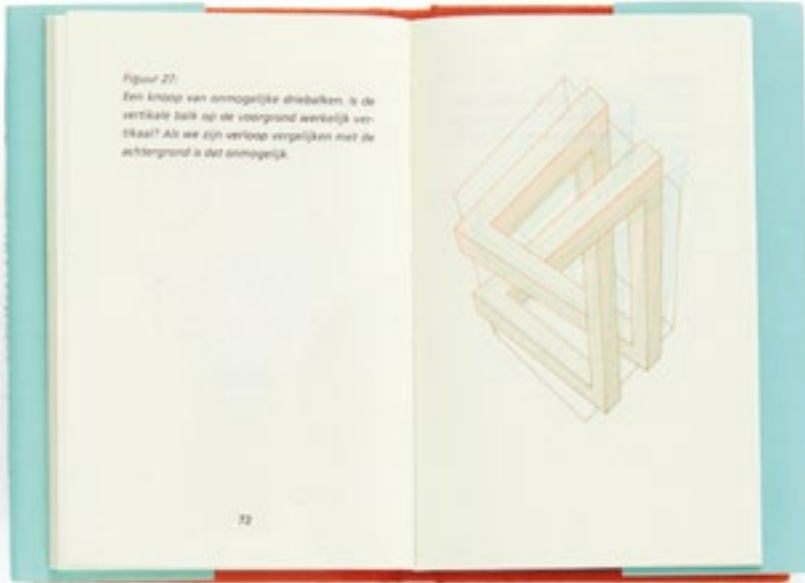 Figuur 27:
Een knoop van onmogelijke driebalken. Is de
vertikale balk op de voorgrond werkelijk ver-
tikaal? Als we zijn verloop vergelijken met de
achtergrond is dat onmogelijk.
72